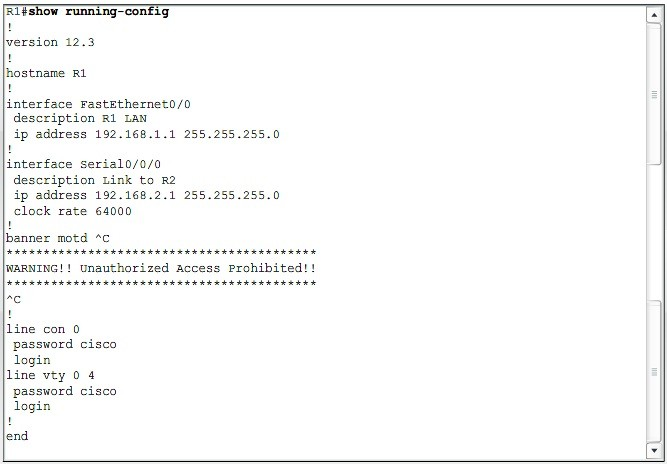 R1#show running-config
!
version 12.3
!
hostname R1
!
interface FastEthernet0/0
 description R1 LAN
 ip address 192.168.1.1 255.255.255.0
!
interface Serial0/0/0
 description Link to R2
 ip address 192.168.2.1 255.255.255.0
 clock rate 64000
!
banner motd ^C
******************************************
WARNING!! Unauthorized Access Prohibited!!
******************************************
^C
!
line con 0
 password cisco
 login
line vty 0 4
 password cisco
 login
!
end